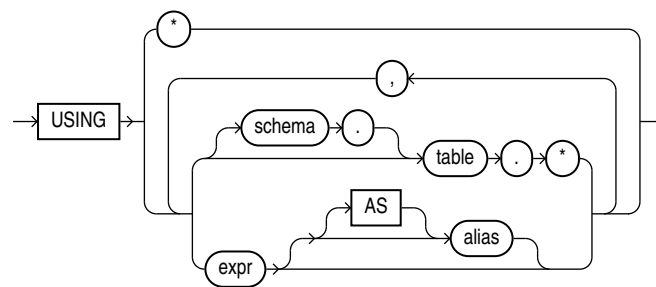 *
,
USING
schema .
table . *
AS
alias
expr